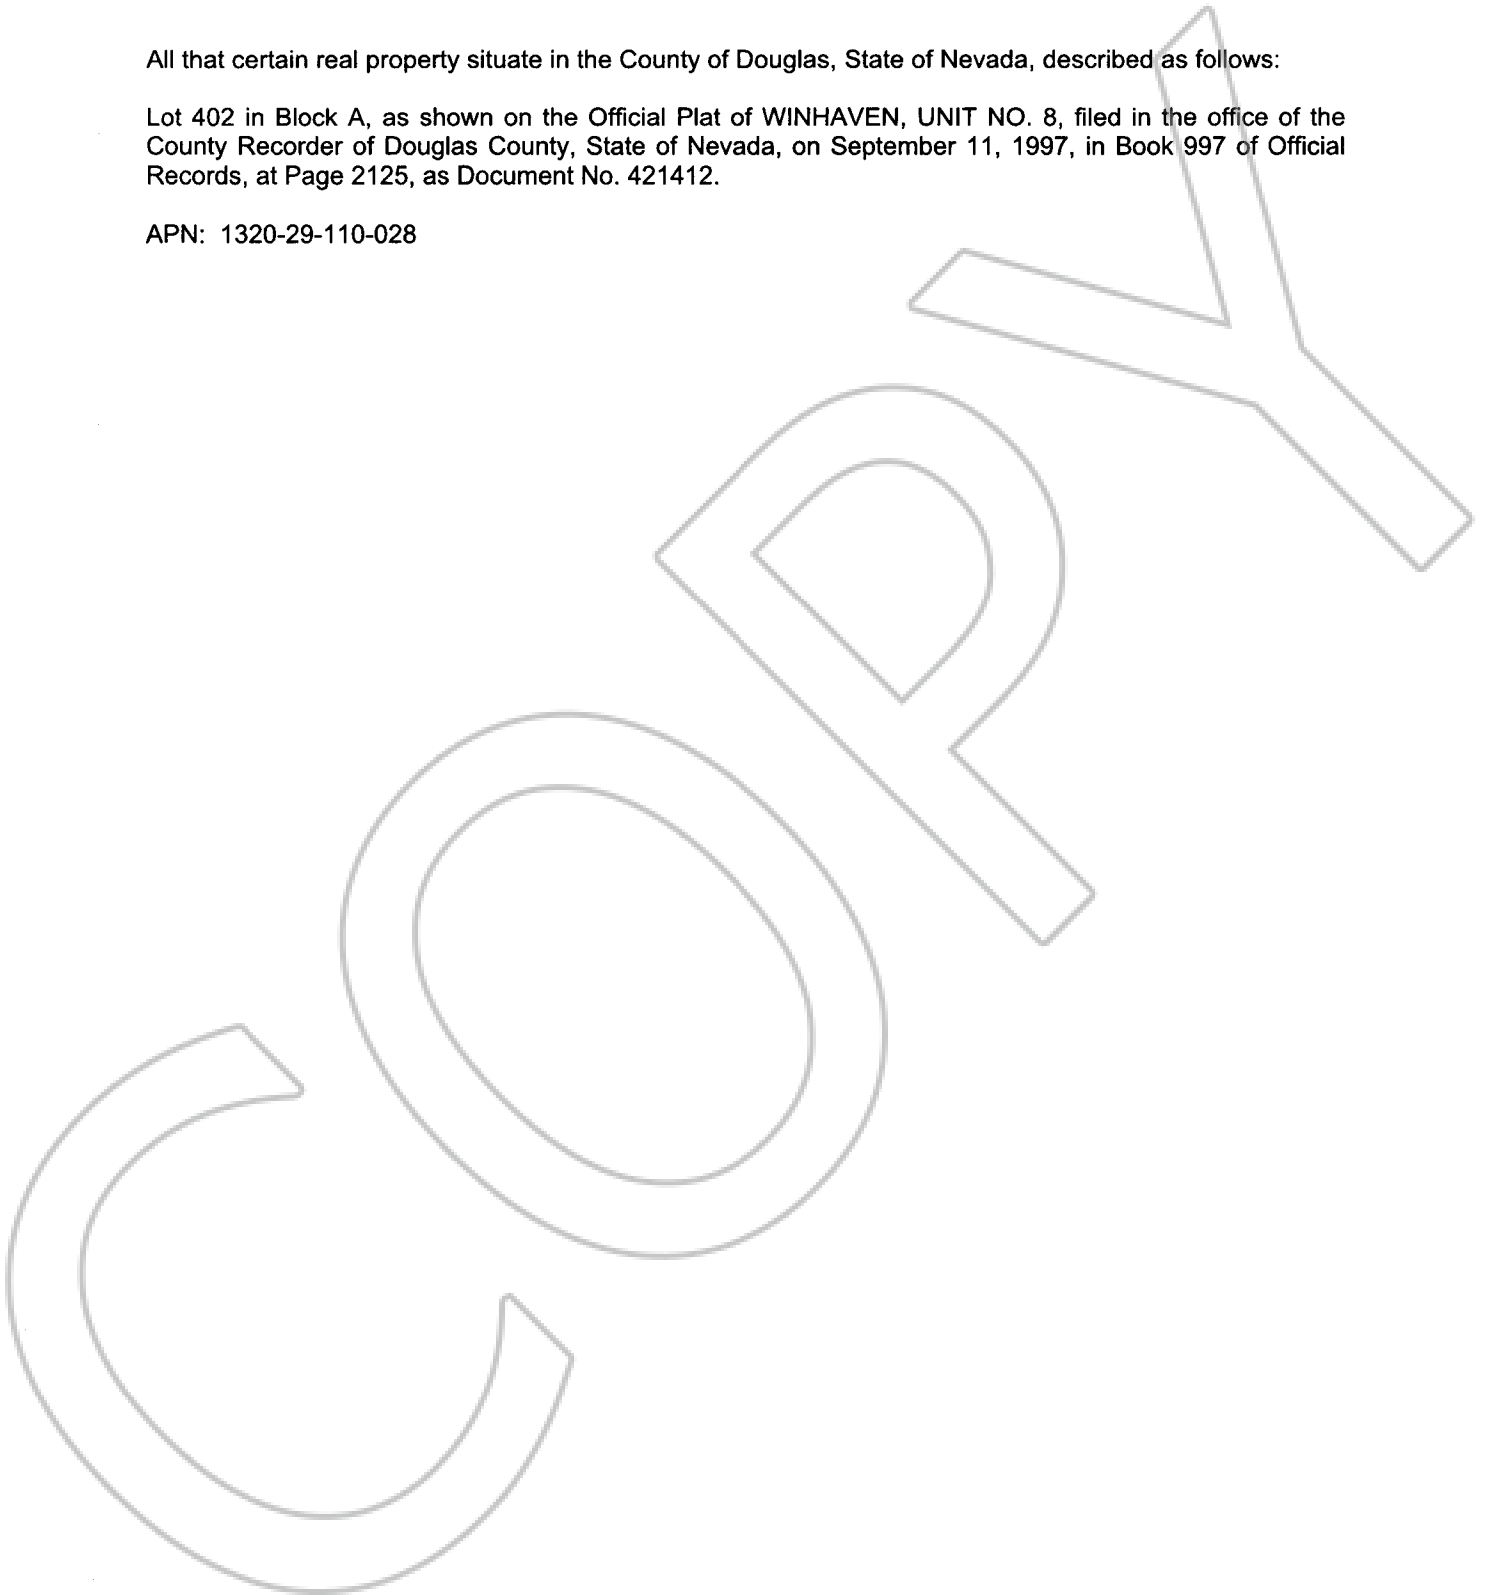 All that certain real property situate in the County of Douglas, State of Nevada, described as follows:
Lot 402 in Block A, as shown on the Official Plat of WINHAVEN, UNIT NO. 8, filed in the office of the
County Recorder of Douglas County, State of Nevada, on September 11, 1997, in Book 997 of Official
Records, at Page 2125, as Document No. 421412.
APN: 1320-29-110-028
COPY